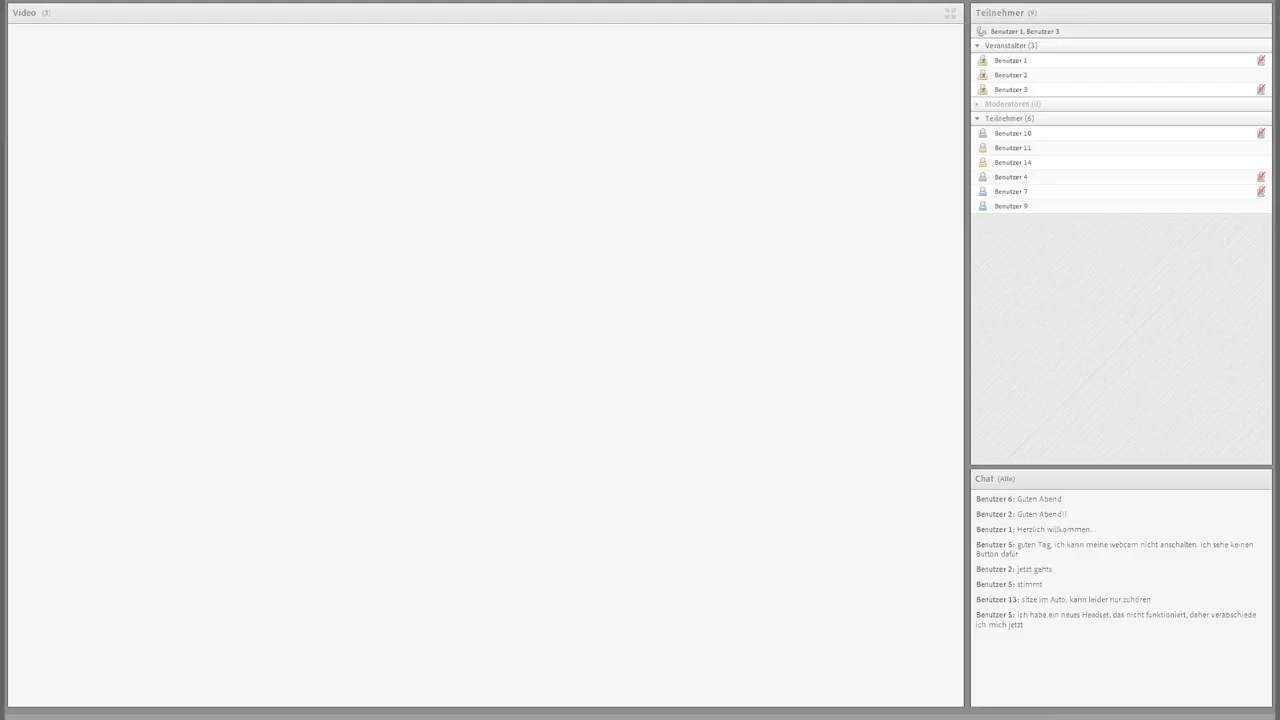 Video (3)
Teilnehmer (9)
Benutzer 1, Benutzer 3
Veranstalter (3)
Benutzer 1
Benutzer 2
Benutzer 3
Moderatoren (0)
Teilnehmer (6)
Benutzer 10
Benutzer 11
Benutzer 14
Benutzer 4
Benutzer 7
Benutzer 9
Chat (Alle)
Benutzer 6: Guten Abend
Benutzer 2: Guten Abend!!
Benutzer 1: Herzlich willkommen...
Benutzer 5: guten Tag, ich kann meine webcam nicht anschalten. Ich sehe keinen
Button dafür
Benutzer 2: jetzt gehts
Benutzer 5: stimmt
Benutzer 13: sitze im Auto, kann leider nur zuhören
Benutzer 5: ich habe ein neues Headset, das nicht funktioniert, daher verabschiede
ich mich jetzt